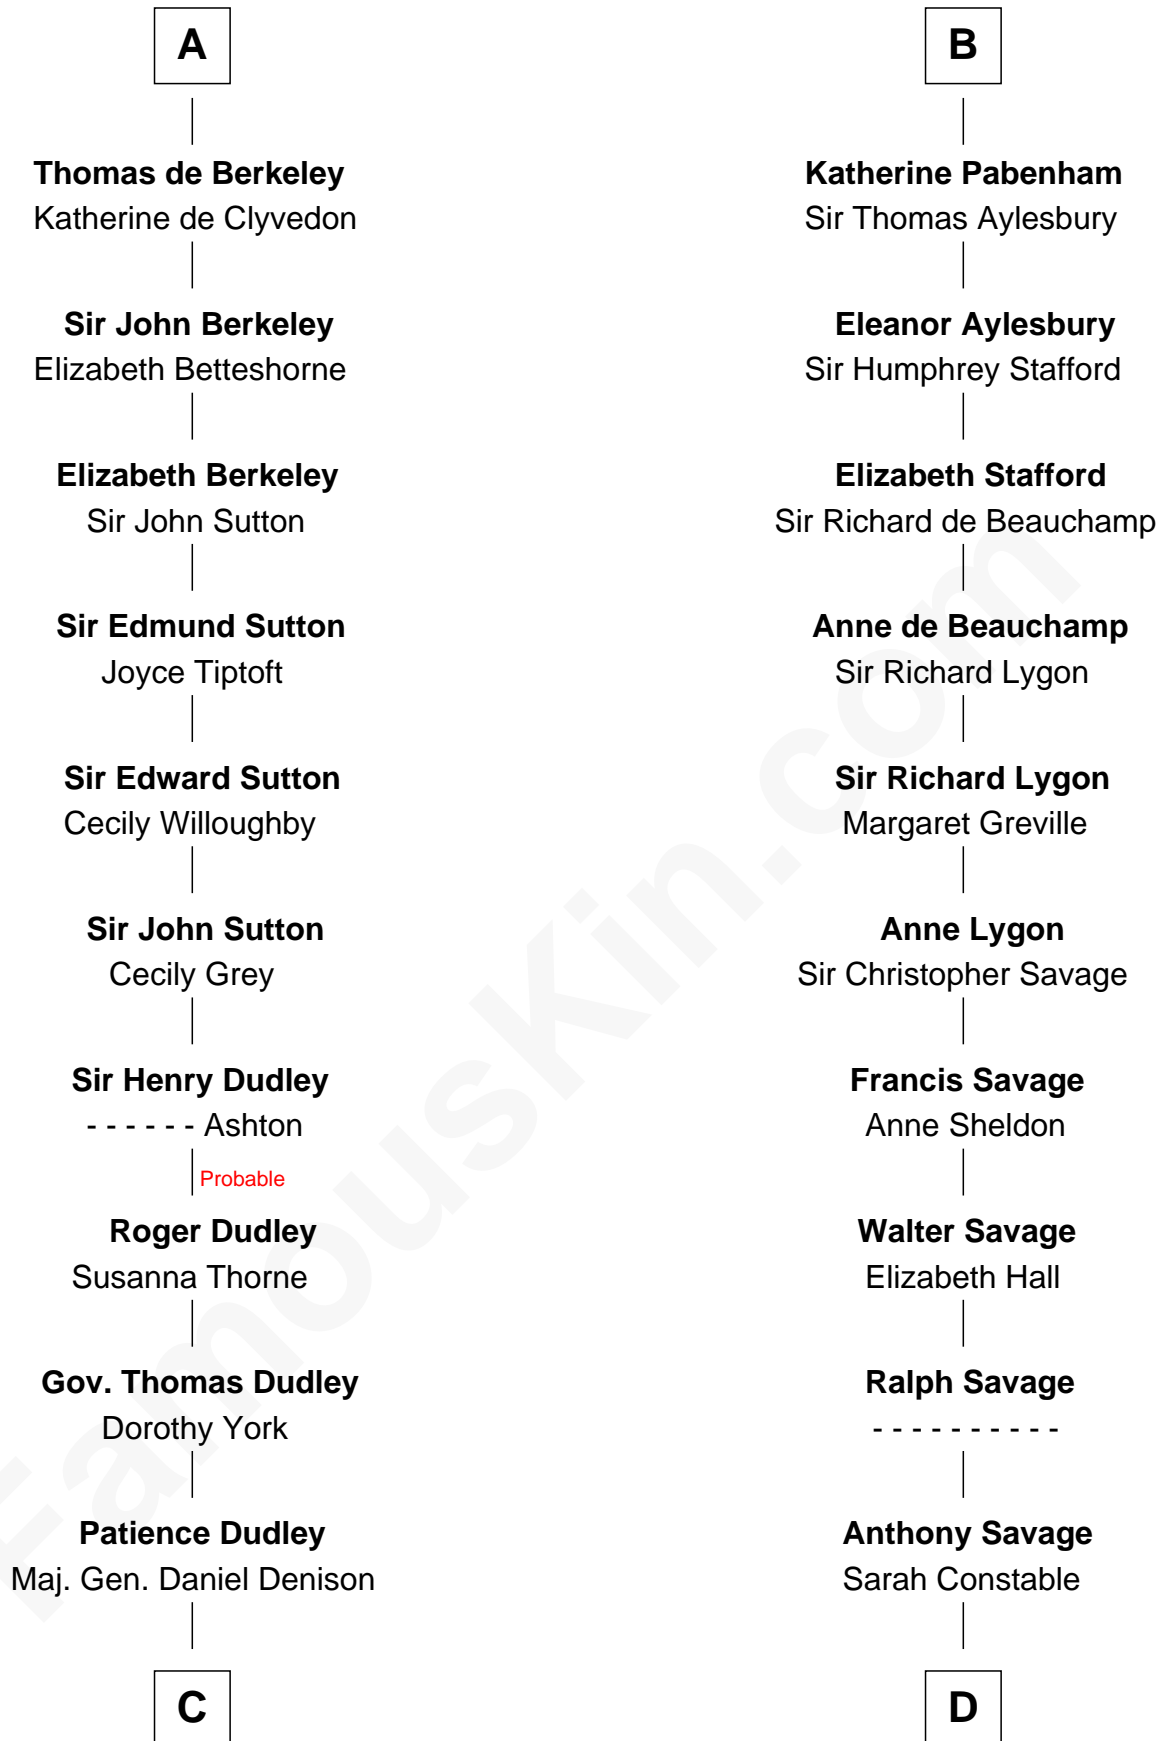 A
Thomas de Berkeley
Katherine de Clyvedon
Sir John Berkeley
Elizabeth Betteshorne
Elizabeth Berkeley
Sir John Sutton
Sir Edmund Sutton
Joyce Tiptoft
Sir Edward Sutton
Cecily Willoughby
Sir John Sutton
Cecily Grey
Sir Henry Dudley
- - - - - - Ashton
Probable
Roger Dudley
Susanna Thorne
Gov. Thomas Dudley
Dorothy York
Patience Dudley
Maj. Gen. Daniel Denison
C
B
Katherine Pabenham
Sir Thomas Aylesbury
Eleanor Aylesbury
Sir Humphrey Stafford
Elizabeth Stafford
Sir Richard de Beauchamp
Anne de Beauchamp
Sir Richard Lygon
Sir Richard Lygon
Margaret Greville
Anne Lygon
Sir Christopher Savage
Francis Savage
Anne Sheldon
Walter Savage
Elizabeth Hall
Ralph Savage
- - - - - - - - - -
Anthony Savage
Sarah Constable
D
FamousKin.com